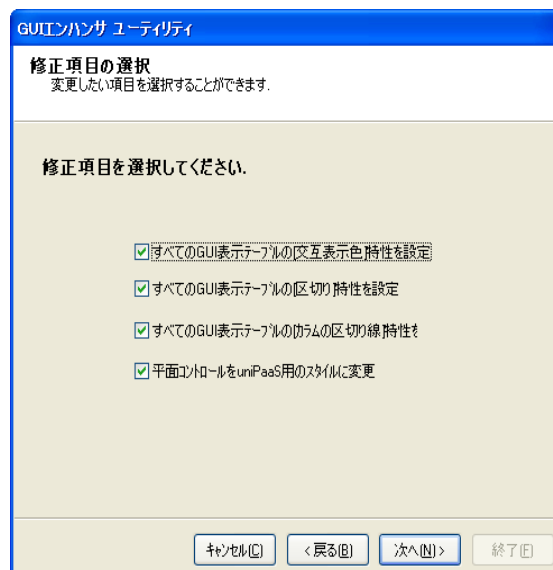 GUIエンハンサ ユーティリティ
修正項目の選択
変更したい項目を選択することができます.
修正項目を選択してください.
すべてのGUI表示テーブルの[交互表示色]特性を設定
すべてのGUI表示テーブルの[区切り]特性を設定
すべてのGUI表示テーブルの[カラムの区切り線]特性を
平面コントロールをuniPaaS用のスタイルに変更
キャンセル(C) < 戻る(B) 次へ(N) > 終了(F)